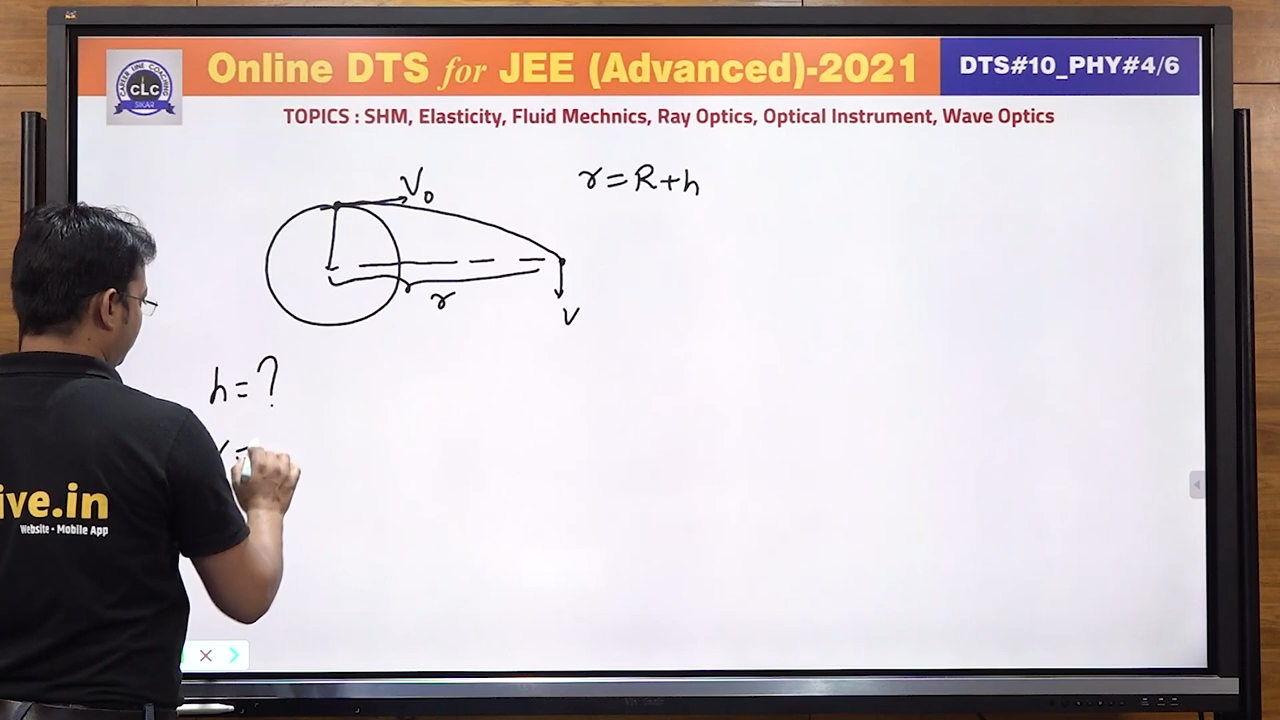 Online DTS for JEE (Advanced)-2021
DTS#10_PHY#4/6
CAREER LINE COACHING
CLC
SIKAR
TOPICS : SHM, Elasticity, Fluid Mechnics, Ray Optics, Optical Instrument, Wave Optics
V₀
r = R + h
r
v
h = ?
=
ive.in
Website • Mobile App